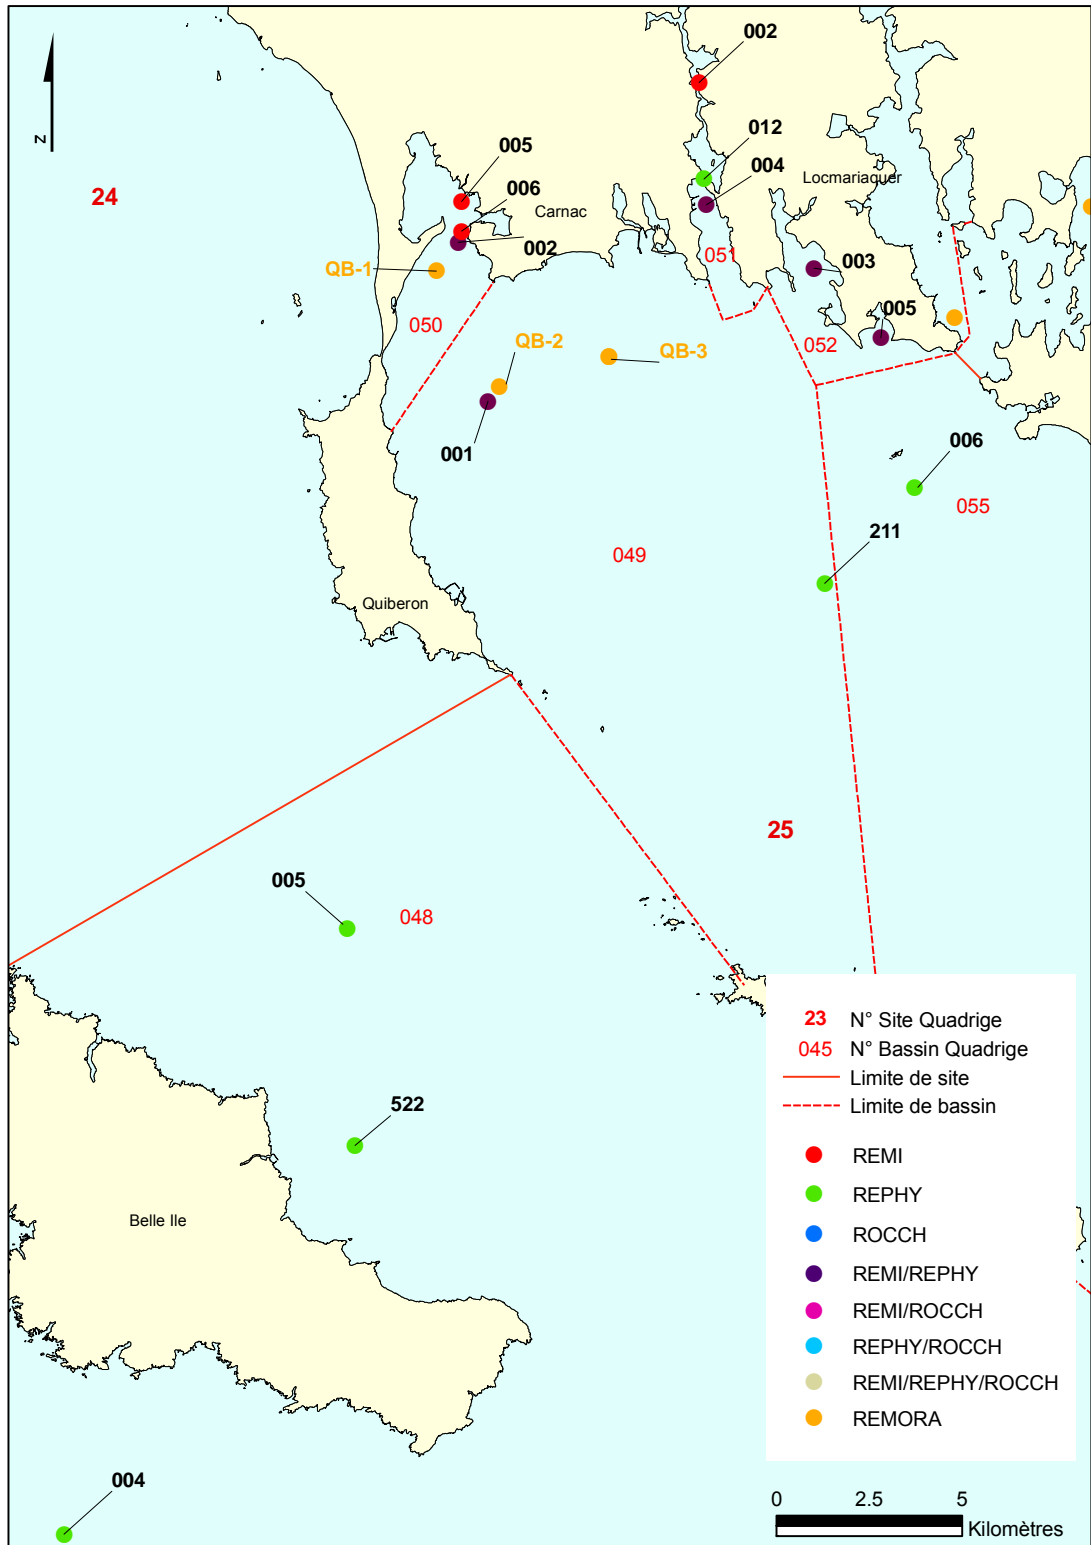 002
012
004
005
006
24
Locmariaquer
Carnac
002
051
QB-1
003
005
050
052
QB-2
QB-3
001
006
055
211
049
Quiberon
25
005
048
522
Belle Ile
004
z
23 N° Site Quadrige
045 N° Bassin Quadrige
Limite de site
Limite de bassin
REMI
REPHY
ROCCH
REMI/REPHY
REMI/ROCCH
REPHY/ROCCH
REMI/REPHY/ROCCH
REMORA
0 2.5 5
Kilomètres